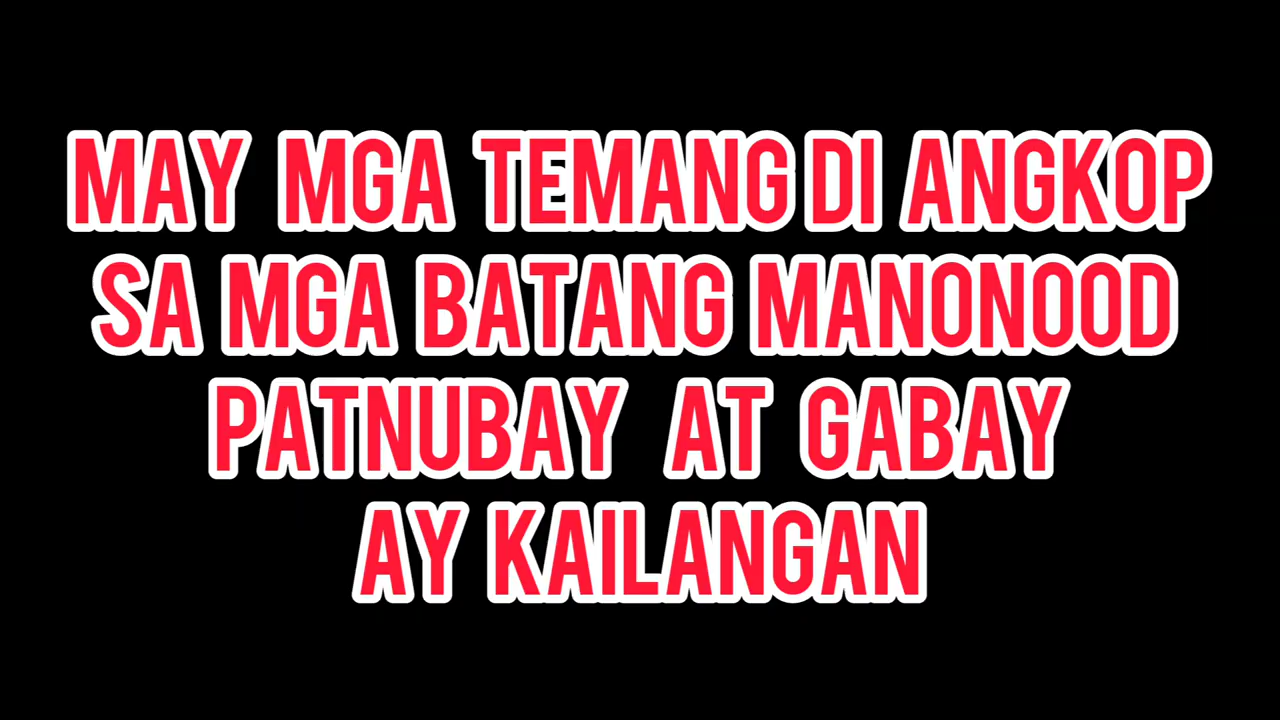 MAY MGA TEMANG DI ANGKOP
SA MGA BATANG MANONOOD
PATNUBAY AT GABAY
AY KAILANGAN